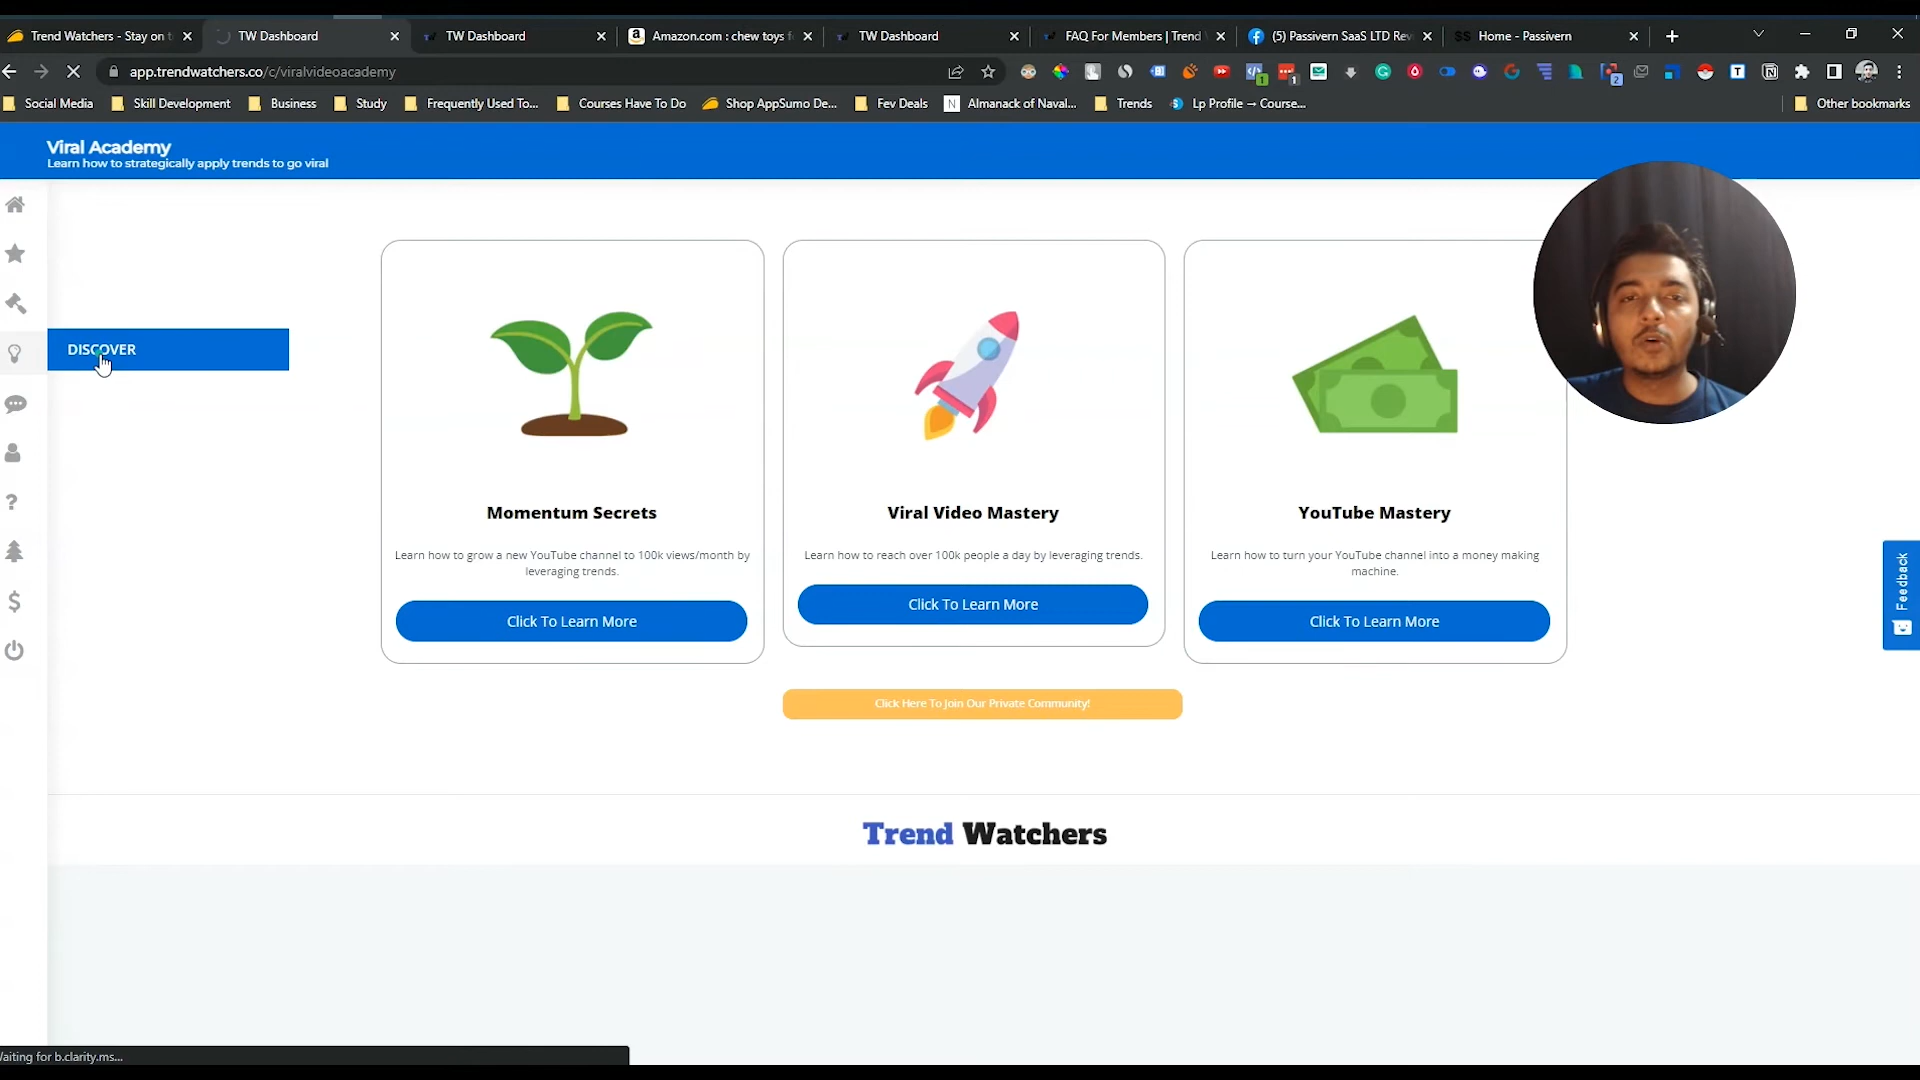 Trend Watchers - Stay on t
TW Dashboard
TW Dashboard
Amazon.com : chew toys f
TW Dashboard
FAQ For Members | Trend
(5) Passivern SaaS LTD Rev
SS
Home - Passivern
app.trendwatchers.co/c/viralvideoacademy
Social Media
Skill Development
Business
Study
Frequently Used To...
Courses Have To Do
Shop AppSumo De...
Fev Deals
Almanack of Naval...
Trends
Lp Profile → Course...
Other bookmarks
Viral Academy
Learn how to strategically apply trends to go viral
DISCOVER
Momentum Secrets
Learn how to grow a new YouTube channel to 100k views/month by
leveraging trends.
Click To Learn More
Viral Video Mastery
Learn how to reach over 100k people a day by leveraging trends.
Click To Learn More
YouTube Mastery
Learn how to turn your YouTube channel into a money making
machine.
Click To Learn More
Click Here To Join Our Private Community!
Feedback
Trend Watchers
Waiting for b.clarity.ms...